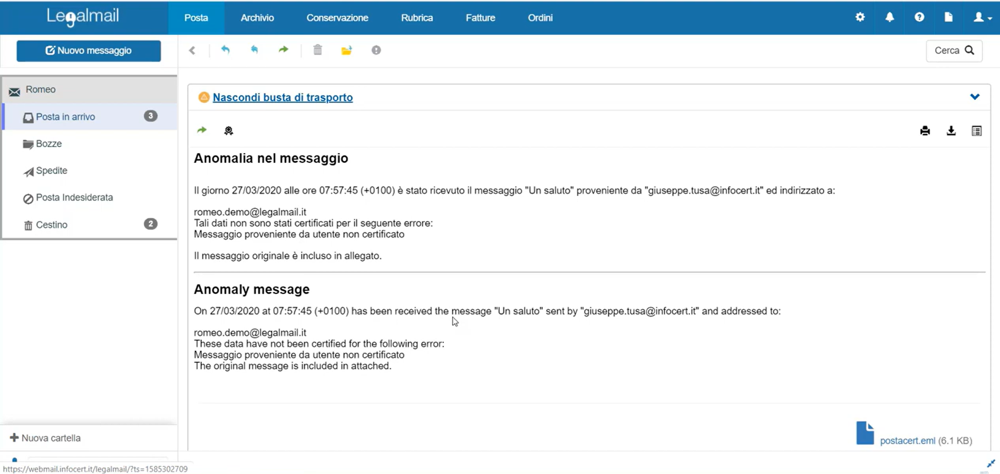 Legalmail
Posta
Archivio
Conservazione
Rubrica
Fatture
Ordini
Nuovo messaggio
Cerca
Romeo
Posta in arrivo 3
Bozze
Spedite
Posta Indesiderata
Cestino 2
Nascondi busta di trasporto
Anomalia nel messaggio
Il giorno 27/03/2020 alle ore 07:57:45 (+0100) è stato ricevuto il messaggio "Un saluto" proveniente da "giuseppe.tusa@infocert.it" ed indirizzato a:
romeo.demo@legalmail.it
Tali dati non sono stati certificati per il seguente errore:
Messaggio proveniente da utente non certificato
Il messaggio originale è incluso in allegato.
Anomaly message
On 27/03/2020 at 07:57:45 (+0100) has been received the message "Un saluto" sent by "giuseppe.tusa@infocert.it" and addressed to:
romeo.demo@legalmail.it
These data have not been certified for the following error:
Messaggio proveniente da utente non certificato
The original message is included in attached.
postacert.eml (6.1 KB)
Nuova cartella
https://webmail.infocert.it/legalmail/?ts=1585302709